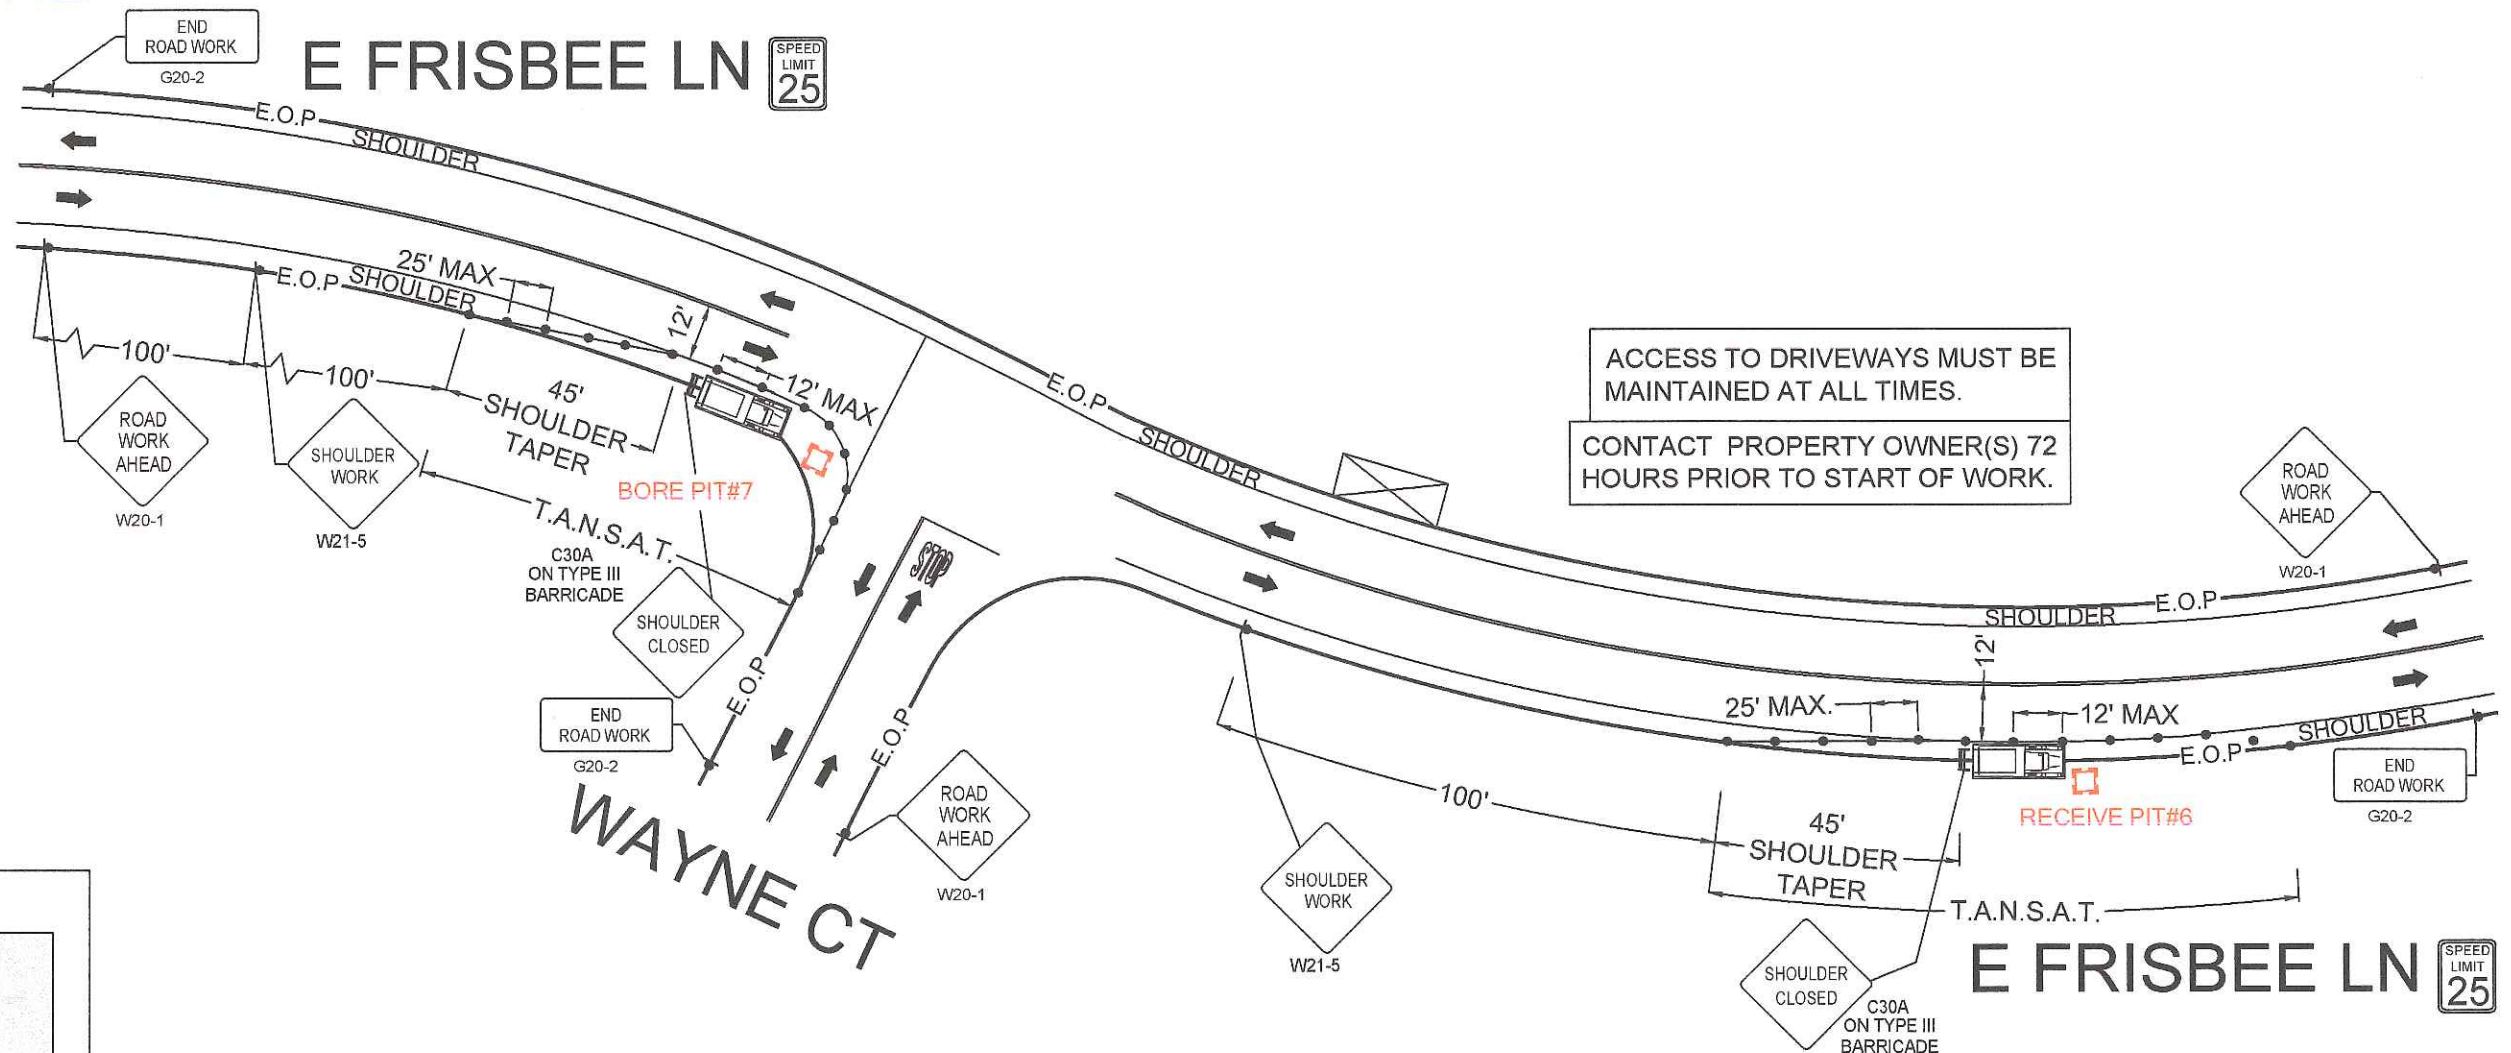 END
ROAD WORK
G20-2
E FRISBEE LN
SPEED
LIMIT
25
E.O.P
SHOULDER
25' MAX
E.O.P
SHOULDER
12'
100'
100'
45'
SHOULDER
TAPER
12' MAX
ROAD
WORK
AHEAD
W20-1
SHOULDER
WORK
W21-5
T.A.N.S.A.T.
BORE PIT#7
C30A
ON TYPE III
BARRICADE
SHOULDER
CLOSED
END
ROAD WORK
G20-2
E.O.P
STOP
E.O.P
WAYNE CT
ROAD
WORK
AHEAD
W20-1
E.O.P
SHOULDER
ACCESS TO DRIVEWAYS MUST BE
MAINTAINED AT ALL TIMES.
CONTACT PROPERTY OWNER(S) 72
HOURS PRIOR TO START OF WORK.
ROAD
WORK
AHEAD
W20-1
SHOULDER
E.O.P
12'
25' MAX.
12' MAX
SHOULDER
E.O.P
END
ROAD WORK
G20-2
RECEIVE PIT#6
100'
45'
SHOULDER
TAPER
T.A.N.S.A.T.
SHOULDER
WORK
W21-5
SHOULDER
CLOSED
C30A
ON TYPE III
BARRICADE
E FRISBEE LN
SPEED
LIMIT
25